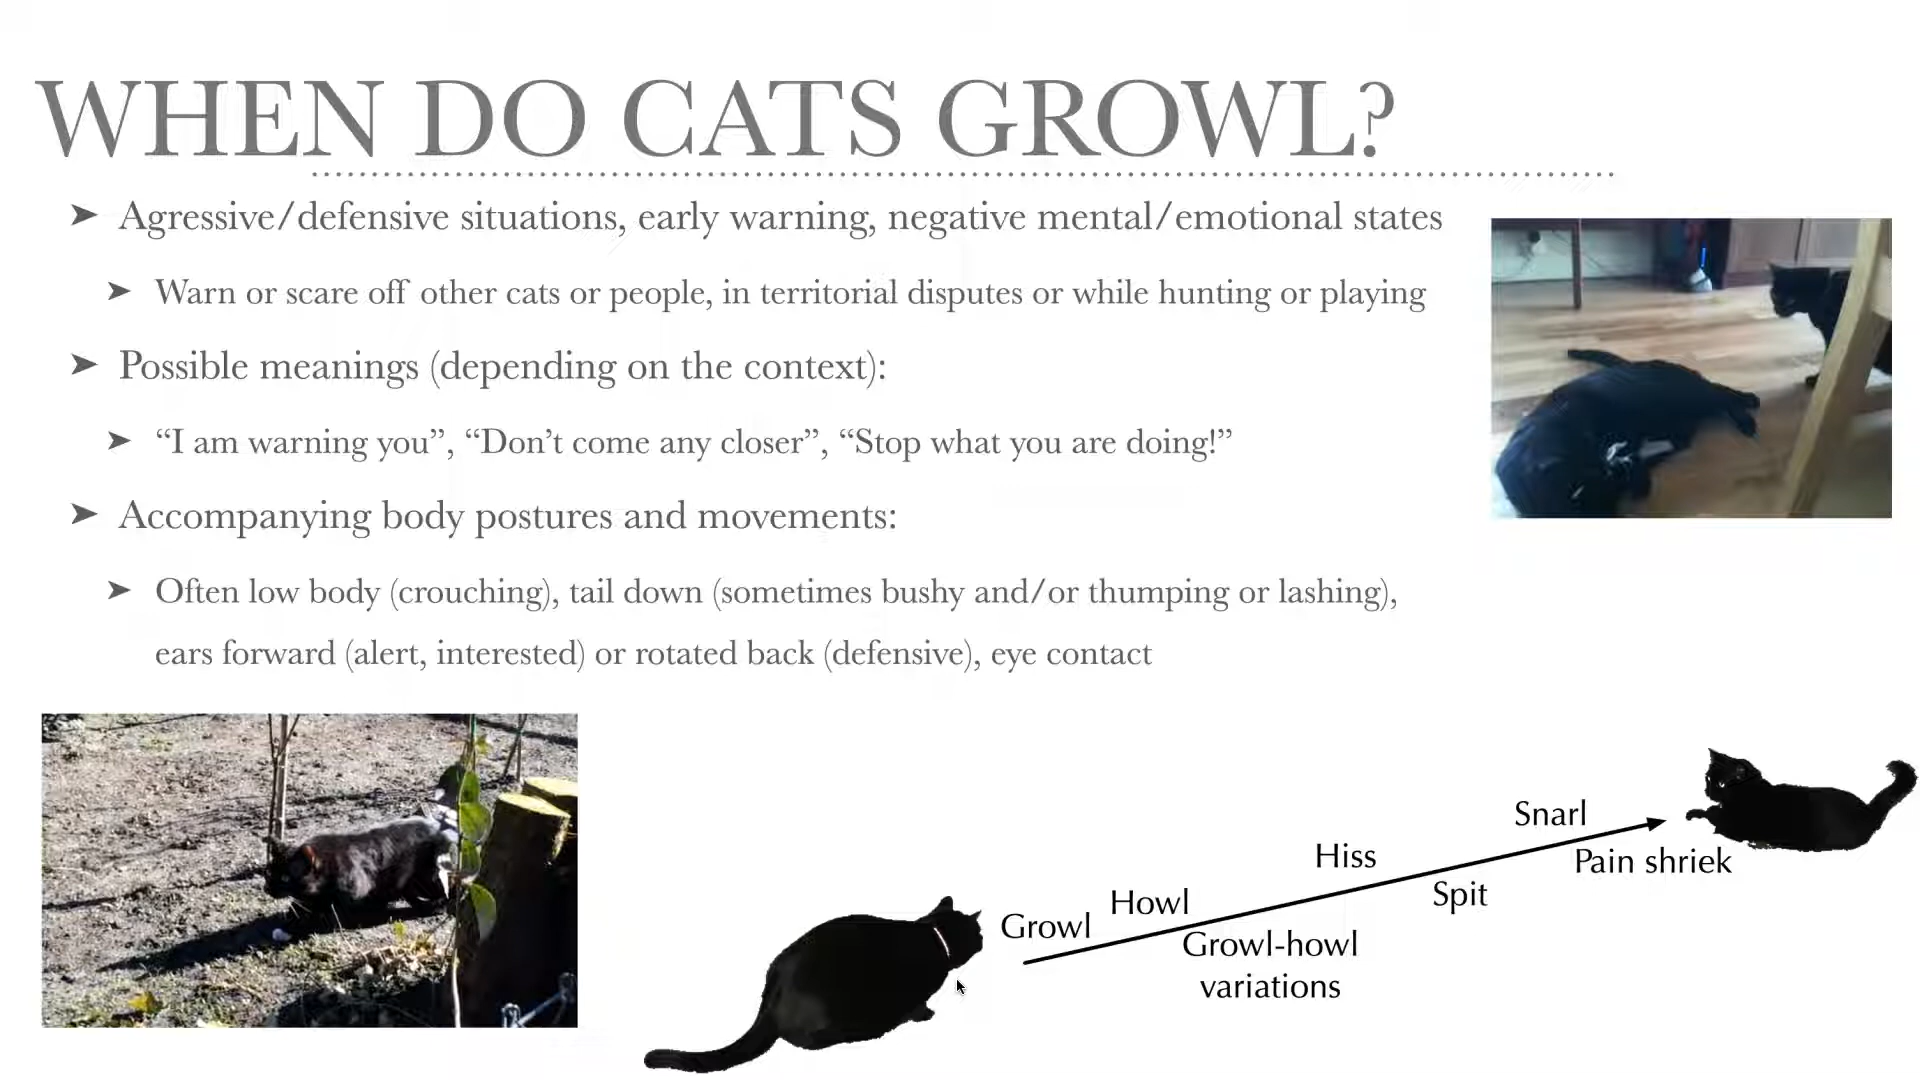 WHEN DO CATS GROWL?
➤ Agressive/defensive situations, early warning, negative mental/emotional states
➤ Warn or scare off other cats or people, in territorial disputes or while hunting or playing
➤ Possible meanings (depending on the context):
➤ “I am warning you”, “Don’t come any closer”, “Stop what you are doing!”
➤ Accompanying body postures and movements:
➤ Often low body (crouching), tail down (sometimes bushy and/or thumping or lashing),
ears forward (alert, interested) or rotated back (defensive), eye contact
Growl
Howl
Growl-howl
variations
Hiss
Spit
Snarl
Pain shriek